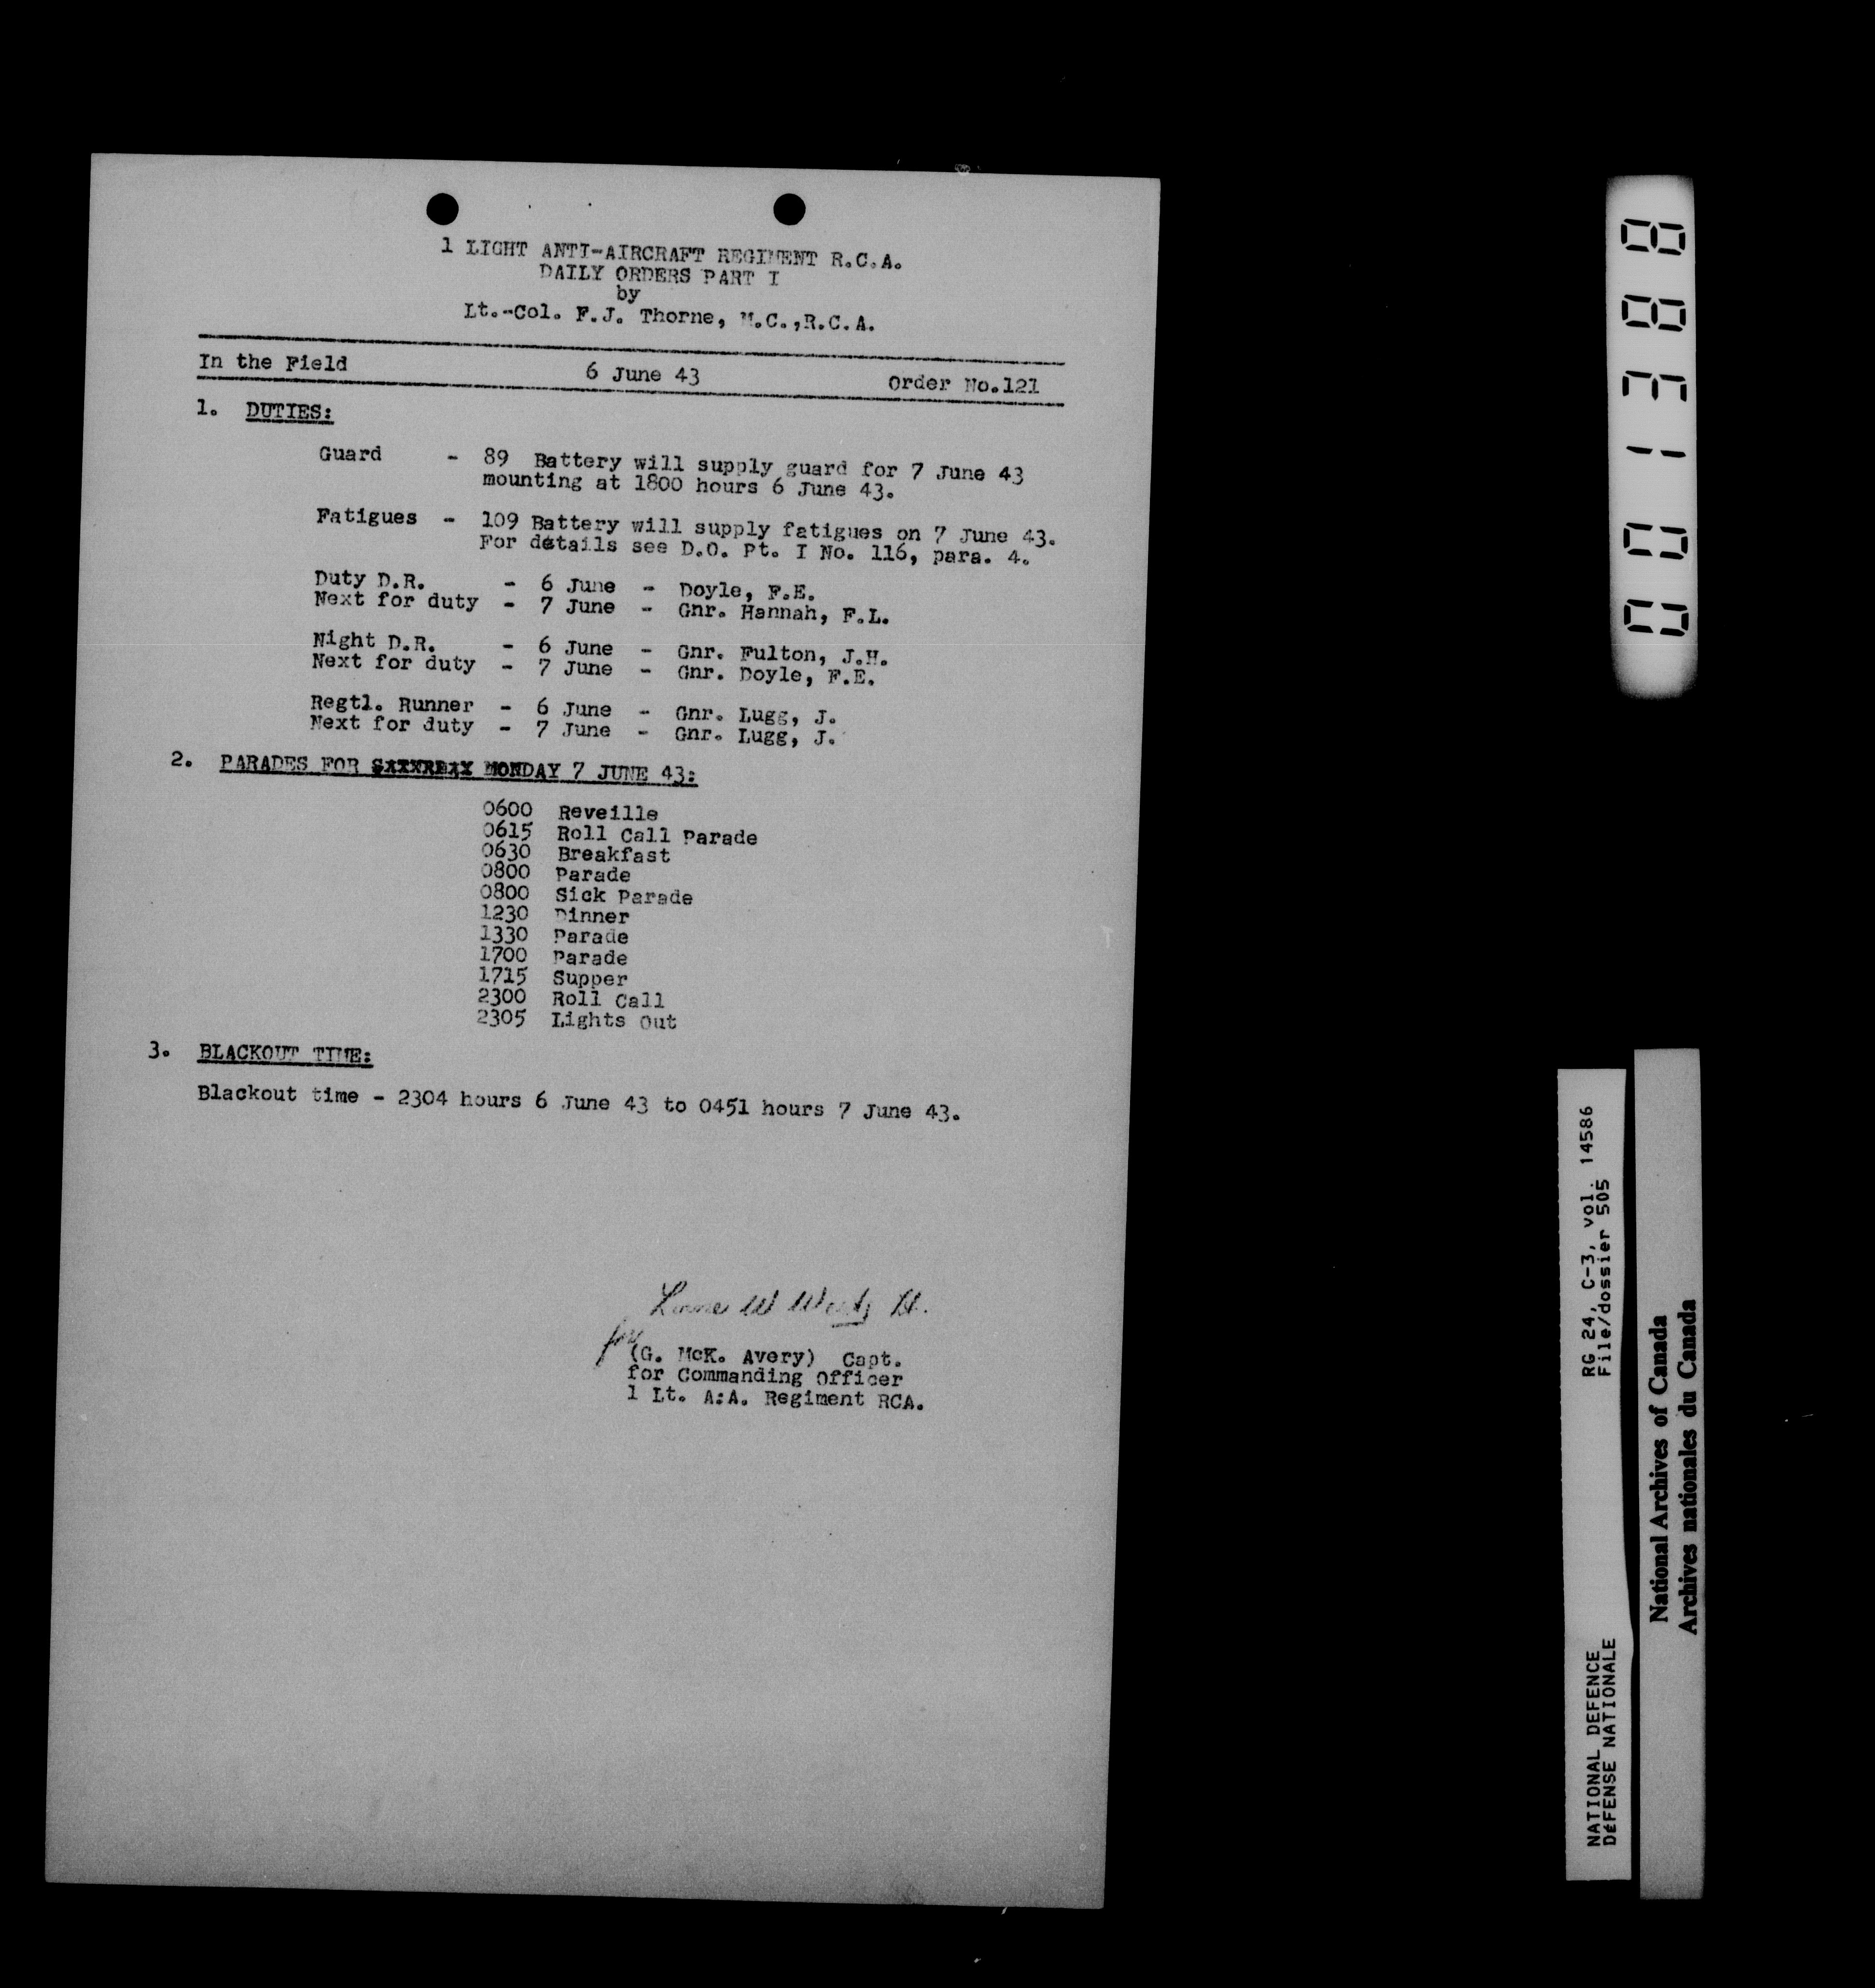 1 LIGHT ANTI-AIRCRAFT REGIMENT R.C.A.
DAILY ORDERS PART I
by
Lt.-Col. F.J. Thorne, M.C.,R.C.A.
In the Field 6 June 43 Order No.121
1. DUTIES:
Guard - 89 Battery will supply guard for 7 June 43
mounting at 1800 hours 6 June 43.
Fatigues - 109 Battery will supply fatigues on 7 June 43.
For details see D.O. Pt. I No. 116, para. 4.
Duty D.R. - 6 June - Doyle, F.E.
Next for duty - 7 June - Gnr. Hannah, F.L.
Night D.R. - 6 June - Gnr. Fulton, J.H.
Next for duty - 7 June - Gnr. Doyle, F.E.
Regtl. Runner - 6 June - Gnr. Lugg, J.
Next for duty - 7 June - Gnr. Lugg, J.
2. PARADES FOR MONDAY 7 JUNE 43:
0600 Reveille
0615 Roll Call Parade
0630 Breakfast
0800 Parade
0800 Sick Parade
1230 Dinner
1330 Parade
1700 Parade
1715 Supper
2300 Roll Call
2305 Lights Out
3. BLACKOUT TIME:
Blackout time - 2304 hours 6 June 43 to 0451 hours 7 June 43.
W Lt.
for
(G. McK. Avery) Capt.
for Commanding Officer
1 Lt. A:A. Regiment RCA.
RG 24, C-3, vol. 14586
File/dossier 505
NATIONAL DEFENCE
DÉFENSE NATIONALE
National Archives of Canada
Archives nationales du Canada